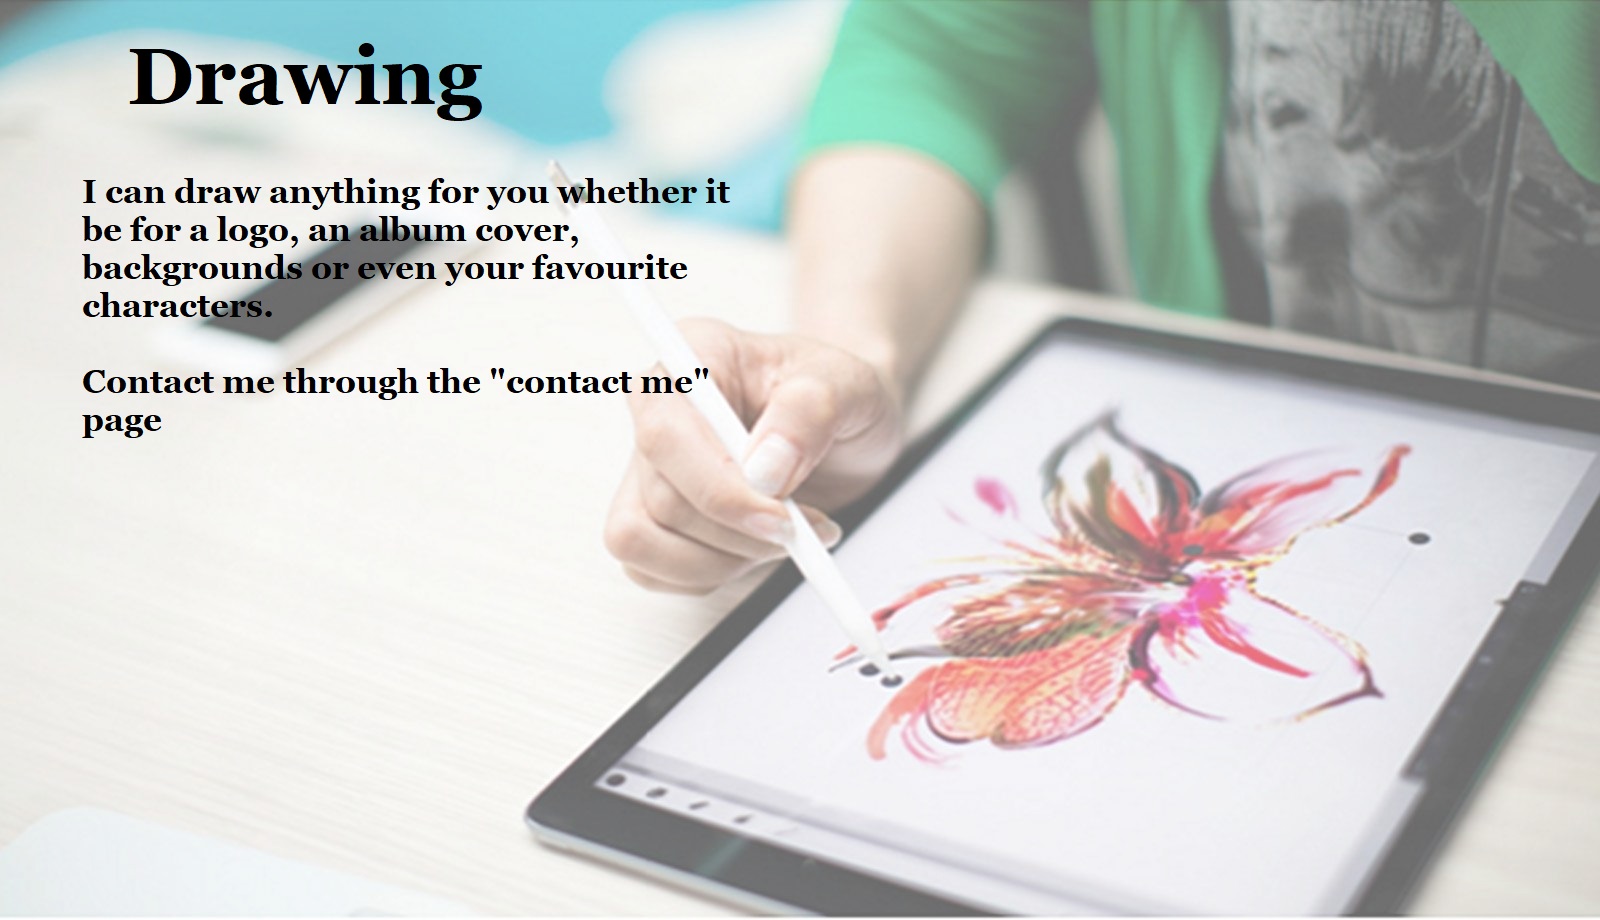 Drawing
I can draw anything for you whether it
be for a logo, an album cover,
backgrounds or even your favourite
characters.
Contact me through the "contact me"
page